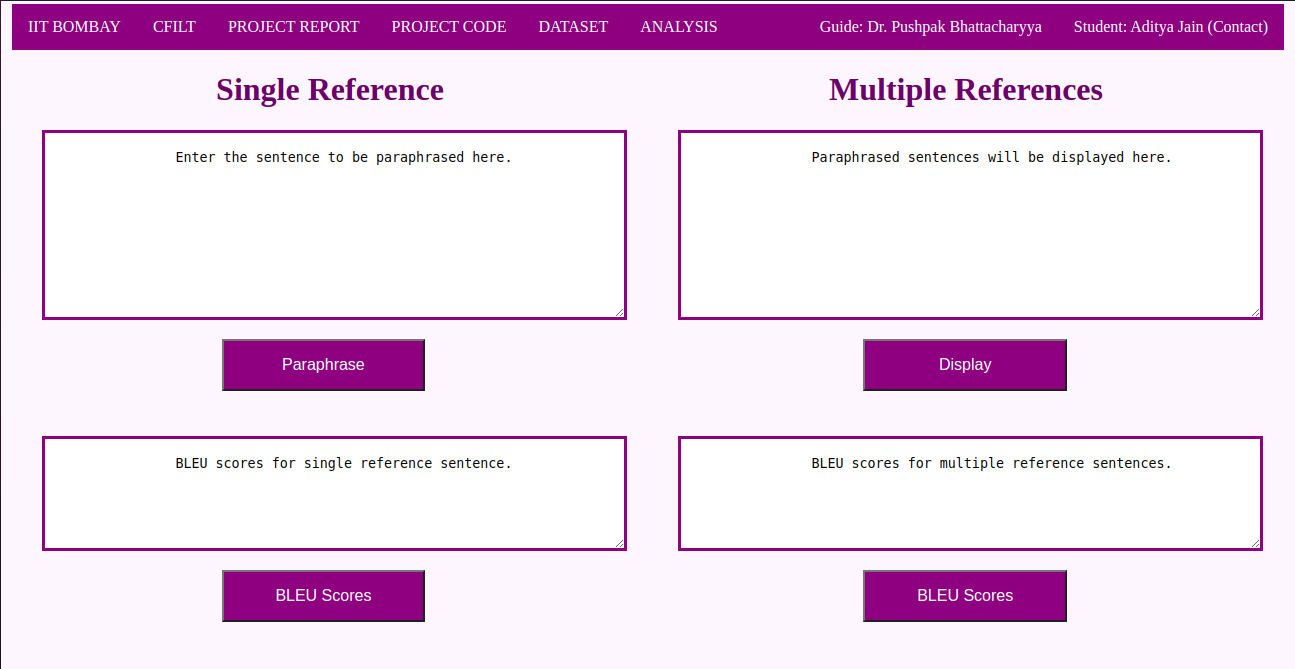 IIT BOMBAY CFILT PROJECT REPORT PROJECT CODE DATASET ANALYSIS Guide: Dr. Pushpak Bhattacharyya Student: Aditya Jain (Contact)
Single Reference
Multiple References
Enter the sentence to be paraphrased here.
Paraphrased sentences will be displayed here.
Paraphrase
Display
BLEU scores for single reference sentence.
BLEU scores for multiple reference sentences.
BLEU Scores
BLEU Scores